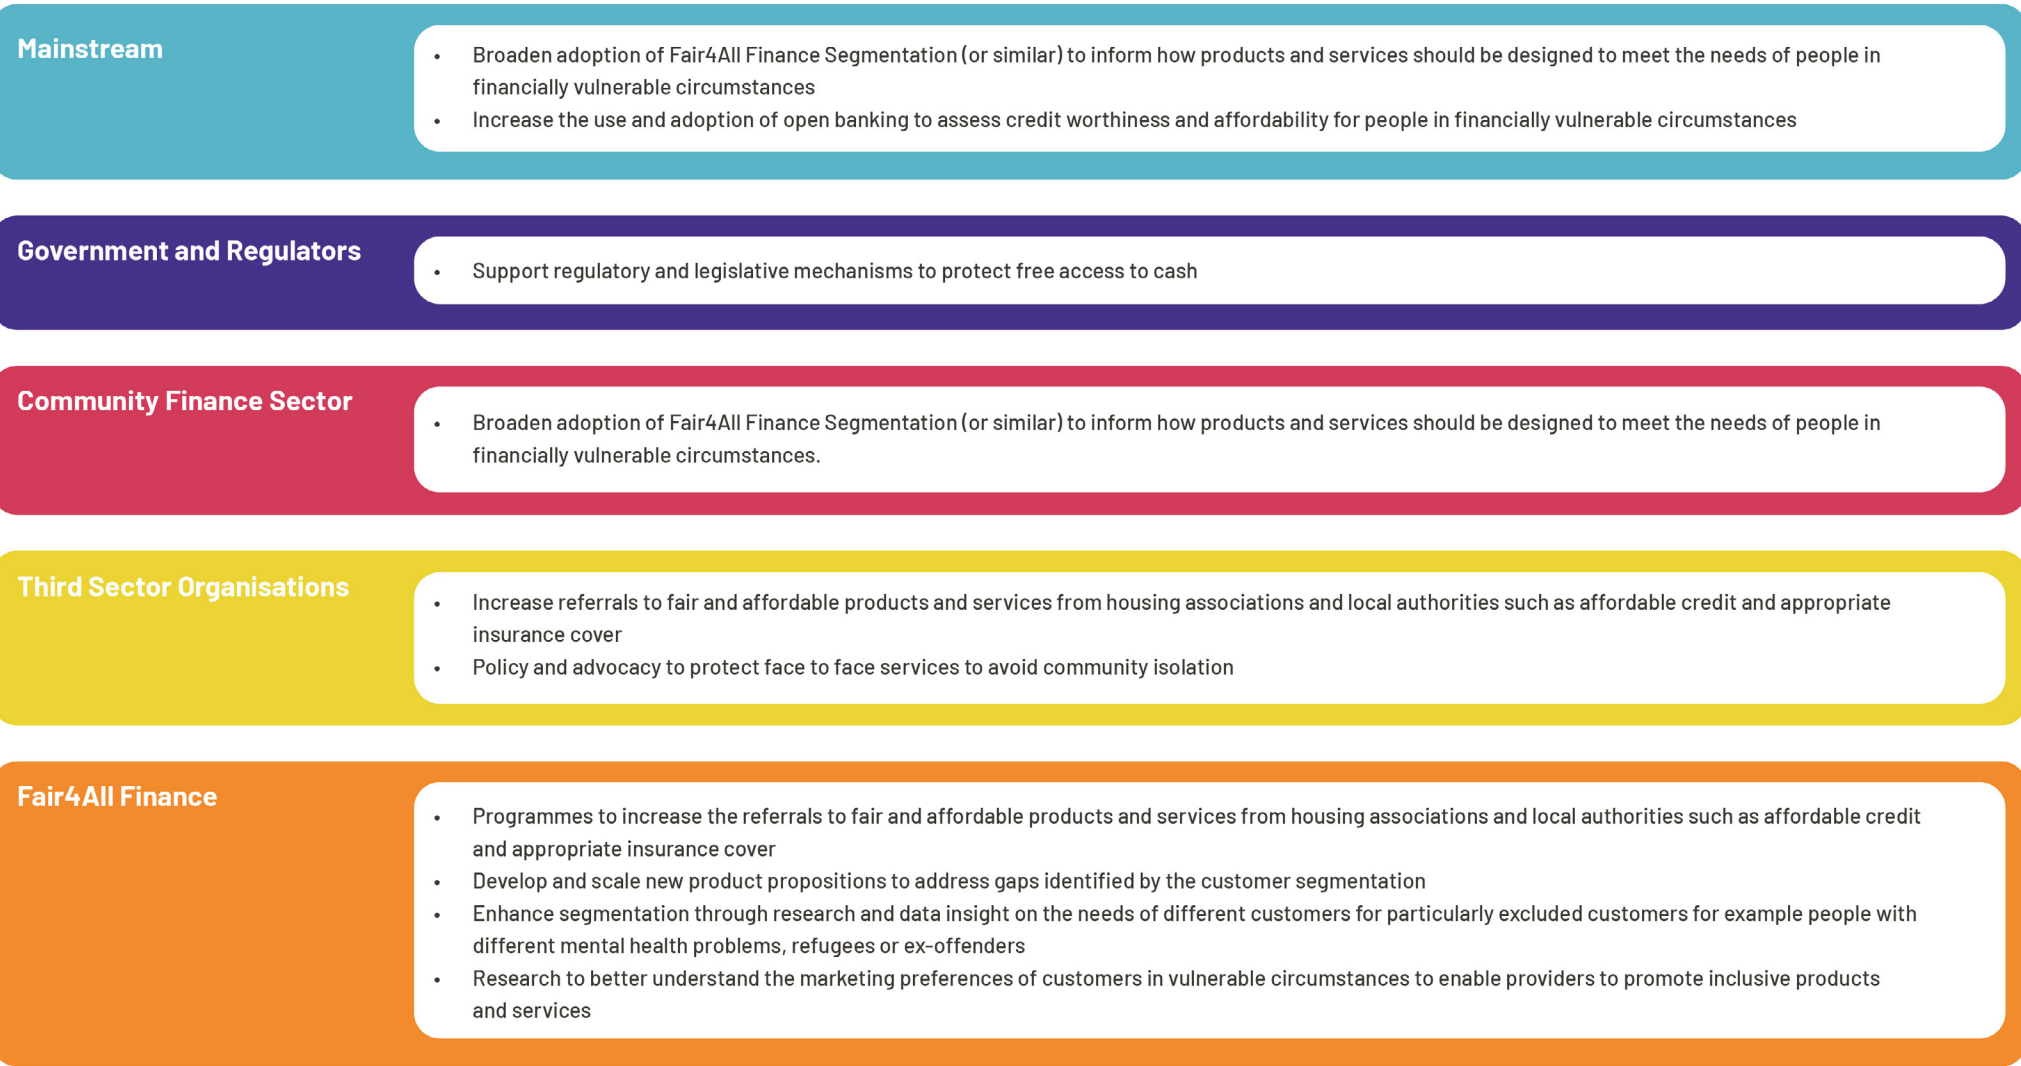 Mainstream
• Broaden adoption of Fair4All Finance Segmentation (or similar) to inform how products and services should be designed to meet the needs of people in
financially vulnerable circumstances
• Increase the use and adoption of open banking to assess credit worthiness and affordability for people in financially vulnerable circumstances
Government and Regulators
• Support regulatory and legislative mechanisms to protect free access to cash
Community Finance Sector
• Broaden adoption of Fair4All Finance Segmentation (or similar) to inform how products and services should be designed to meet the needs of people in
financially vulnerable circumstances.
Third Sector Organisations
• Increase referrals to fair and affordable products and services from housing associations and local authorities such as affordable credit and appropriate
insurance cover
• Policy and advocacy to protect face to face services to avoid community isolation
Fair4All Finance
• Programmes to increase the referrals to fair and affordable products and services from housing associations and local authorities such as affordable credit
and appropriate insurance cover
• Develop and scale new product propositions to address gaps identified by the customer segmentation
• Enhance segmentation through research and data insight on the needs of different customers for particularly excluded customers for example people with
different mental health problems, refugees or ex-offenders
• Research to better understand the marketing preferences of customers in vulnerable circumstances to enable providers to promote inclusive products
and services